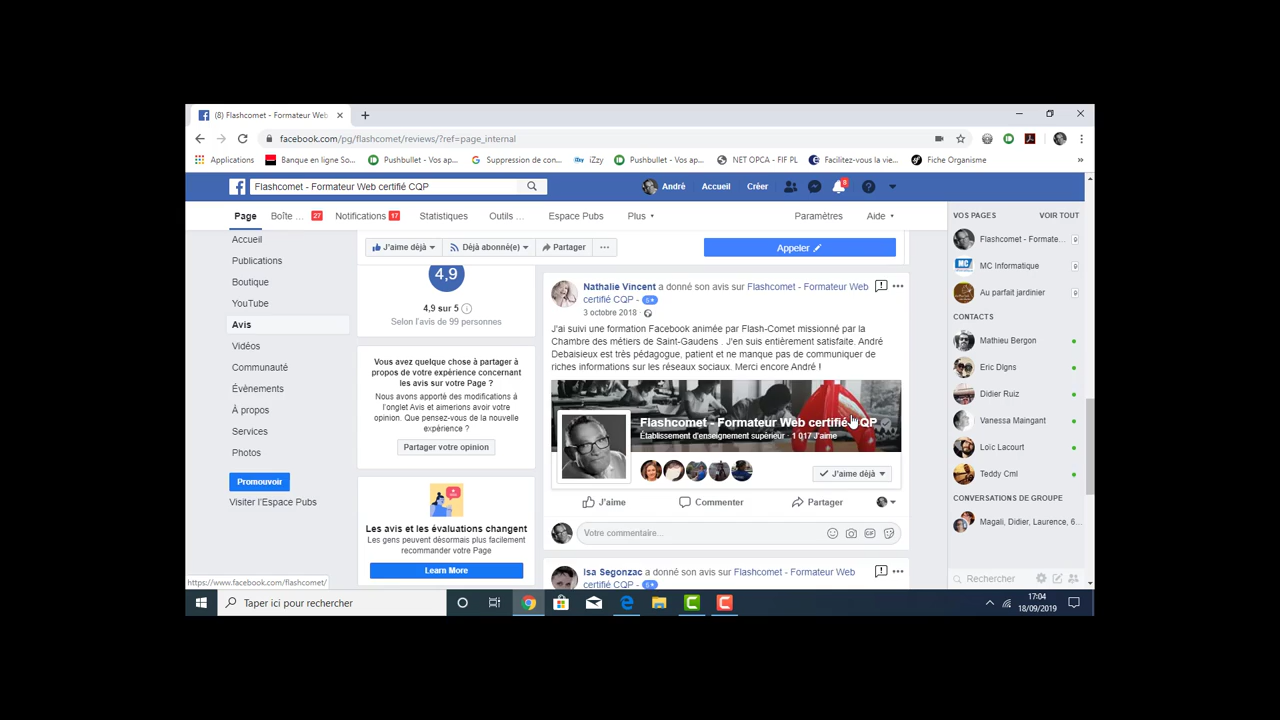 (8) Flashcomet - Formateur Web
facebook.com/pg/flashcomet/reviews/?ref=page_internal
Applications
Banque en ligne So...
Pushbullet - Vos ap...
Suppression de con...
iZzy
Pushbullet - Vos ap...
NET OPCA - FIF PL
Facilitez-vous la vie...
Fiche Organisme
»
Flashcomet - Formateur Web certifié CQP
André
Accueil
Créer
8
Page
Boîte ...
27
Notifications
17
Statistiques
Outils ...
Espace Pubs
Plus
Paramètres
Aide
Accueil
Publications
Boutique
YouTube
Avis
Vidéos
Communauté
Évènements
À propos
Services
Photos
Promouvoir
Visiter l'Espace Pubs
J'aime déjà
Déjà abonné(e)
Partager
...
Appeler
4,9
4,9 sur 5
Selon l'avis de 99 personnes
Vous avez quelque chose à partager à
propos de votre expérience concernant
les avis sur votre Page ?
Nous avons apporté des modifications à
l'onglet Avis et aimerions avoir votre
opinion. Que pensez-vous de la nouvelle
expérience ?
Partager votre opinion
Les avis et les évaluations changent
Les gens peuvent désormais plus facilement
recommander votre Page
Learn More
Nathalie Vincent a donné son avis sur Flashcomet - Formateur Web
certifié CQP - 5★
3 octobre 2018 ·
J'ai suivi une formation Facebook animée par Flash-Comet missionné par la
Chambre des métiers de Saint-Gaudens . J'en suis entièrement satisfaite. André
Debaisieux est très pédagogue, patient et ne manque pas de communiquer de
riches informations sur les réseaux sociaux. Merci encore André !
Flashcomet - Formateur Web certifié CQP
Établissement d'enseignement supérieur · 1 017 J'aime
J'aime déjà
J'aime
Commenter
Partager
Votre commentaire...
GIF
Isa Segonzac a donné son avis sur Flashcomet - Formateur Web
certifié CQP - 5★
VOS PAGES
VOIR TOUT
Flashcomet - Formate...
9
MC
MC Informatique
9
Au parfait jardinier
9
CONTACTS
Mathieu Bergon
Eric Digns
Didier Ruiz
Vanessa Maingant
Loïc Lacourt
Teddy Cml
CONVERSATIONS DE GROUPE
Magali, Didier, Laurence, 6...
Rechercher
https://www.facebook.com/flashcomet/
Taper ici pour rechercher
17:04
18/09/2019